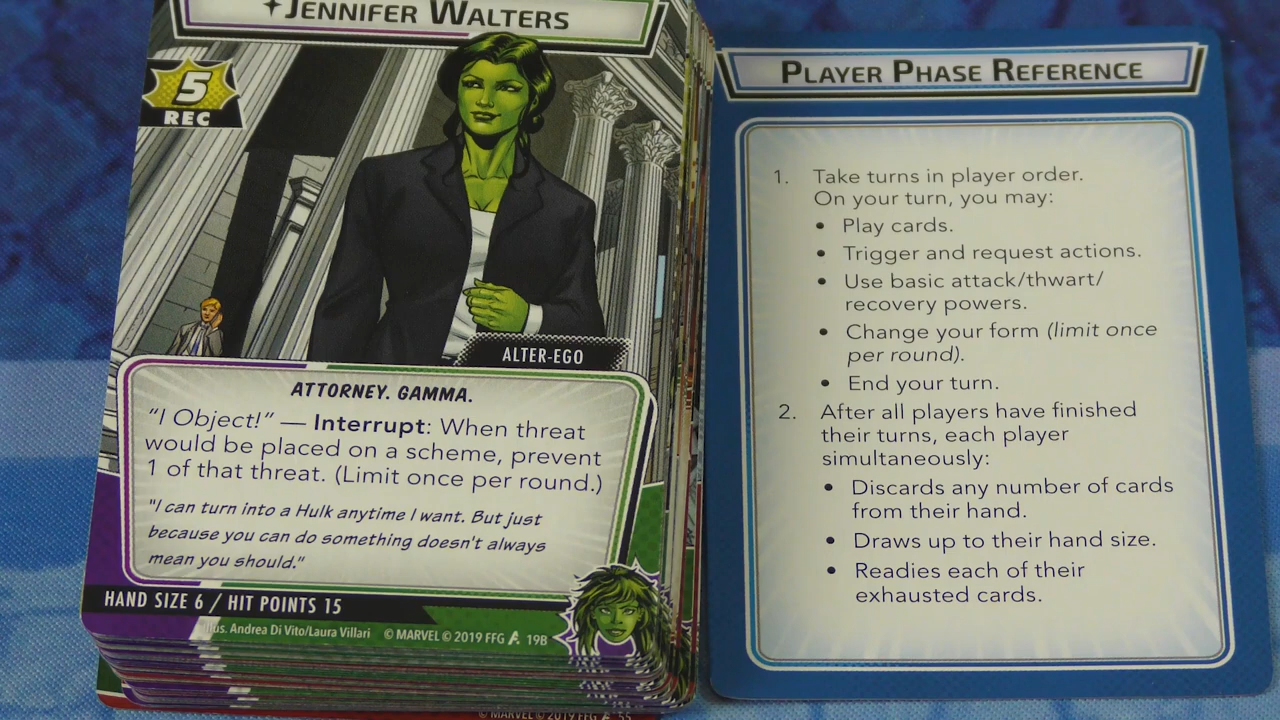 JENNIFER WALTERS
5
REC
ALTER-EGO
ATTORNEY. GAMMA.
"I Object!" — Interrupt: When threat
would be placed on a scheme, prevent
1 of that threat. (Limit once per round.)
"I can turn into a Hulk anytime I want. But just
because you can do something doesn't always
mean you should."
HAND SIZE 6 / HIT POINTS 15
Illus. Andrea Di Vito/Laura Villari © MARVEL © 2019 FFG 19B
© MARVEL © 2019 FFG 55
PLAYER PHASE REFERENCE
1. Take turns in player order.
On your turn, you may:
• Play cards.
• Trigger and request actions.
• Use basic attack/thwart/
recovery powers.
• Change your form (limit once
per round).
• End your turn.
2. After all players have finished
their turns, each player
simultaneously:
• Discards any number of cards
from their hand.
• Draws up to their hand size.
• Readies each of their
exhausted cards.